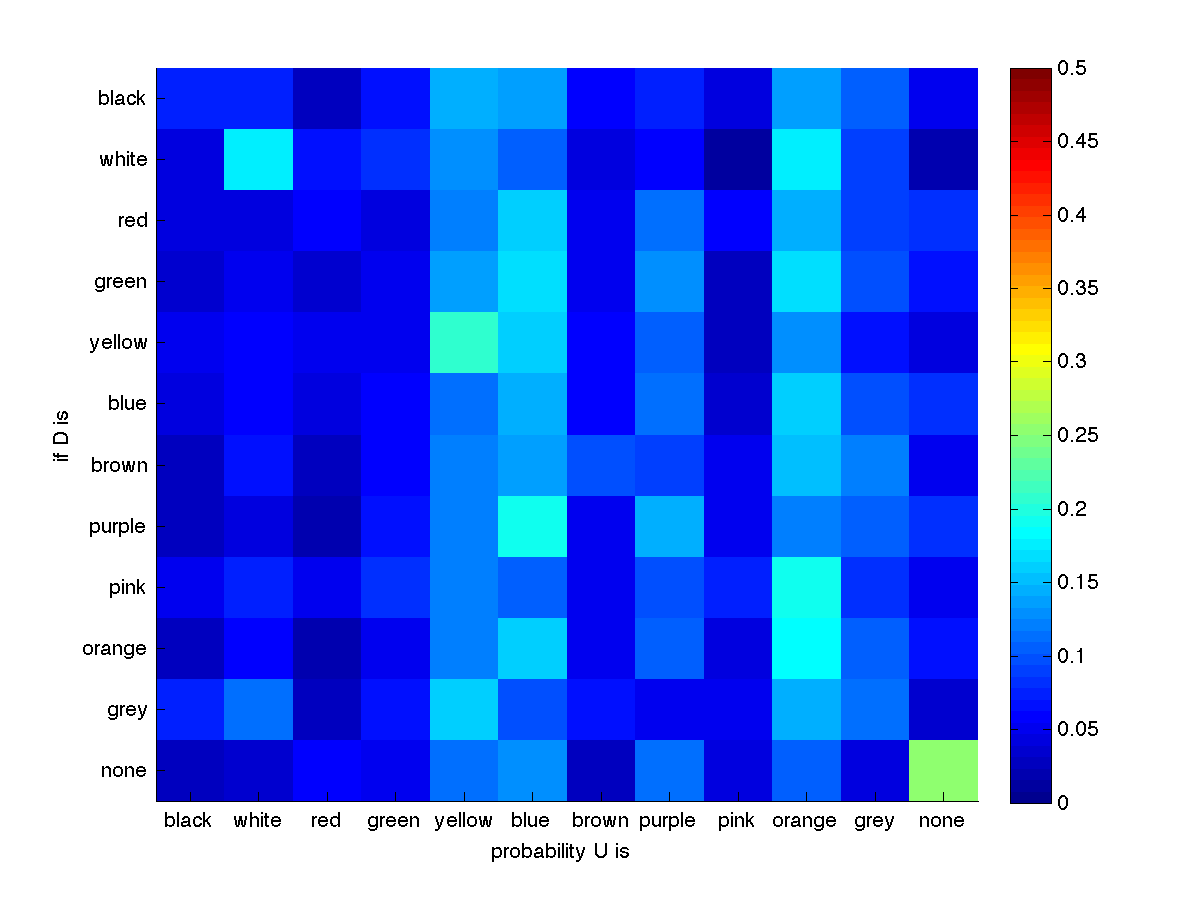 black
white
red
green
yellow
blue
brown
purple
pink
orange
grey
none
if D is
black white red green yellow blue brown purple pink orange grey none
probability U is
0.5
0.45
0.4
0.35
0.3
0.25
0.2
0.15
0.1
0.05
0